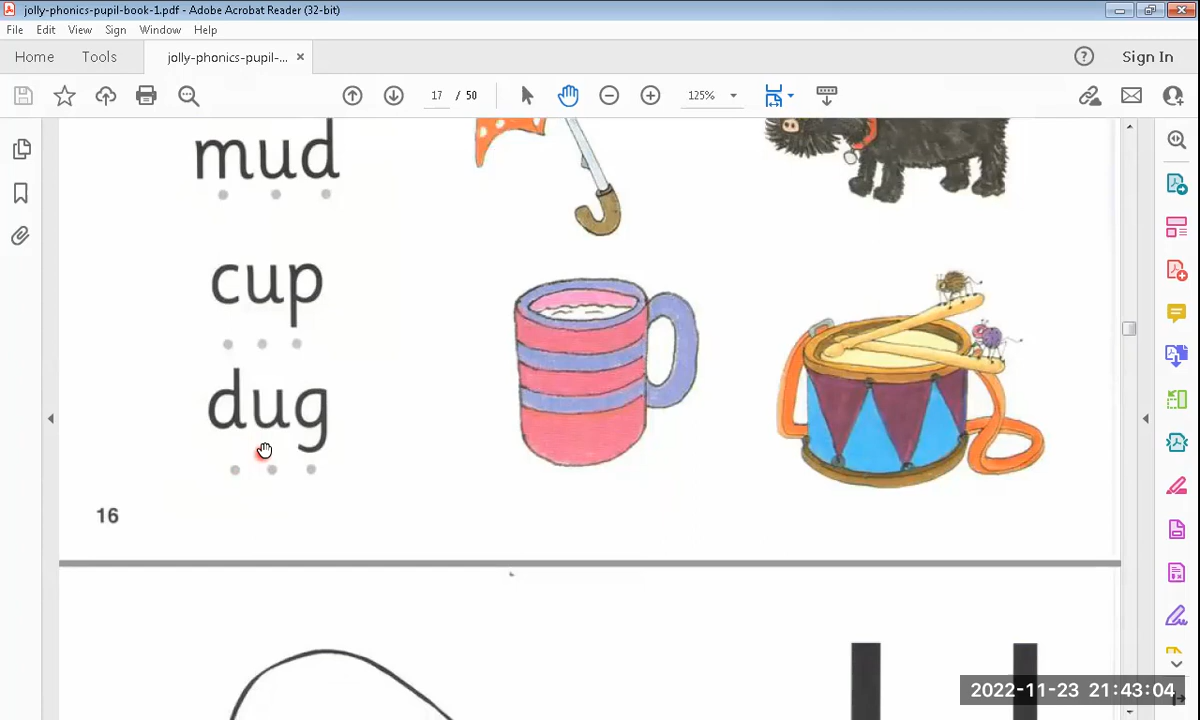 jolly-phonics-pupil-book-1.pdf - Adobe Acrobat Reader (32-bit)
File Edit View Sign Window Help
Home Tools jolly-phonics-pupil-... × Sign In
17 / 50 125%
mud
cup
dug
16
2022-11-23 21:43:04